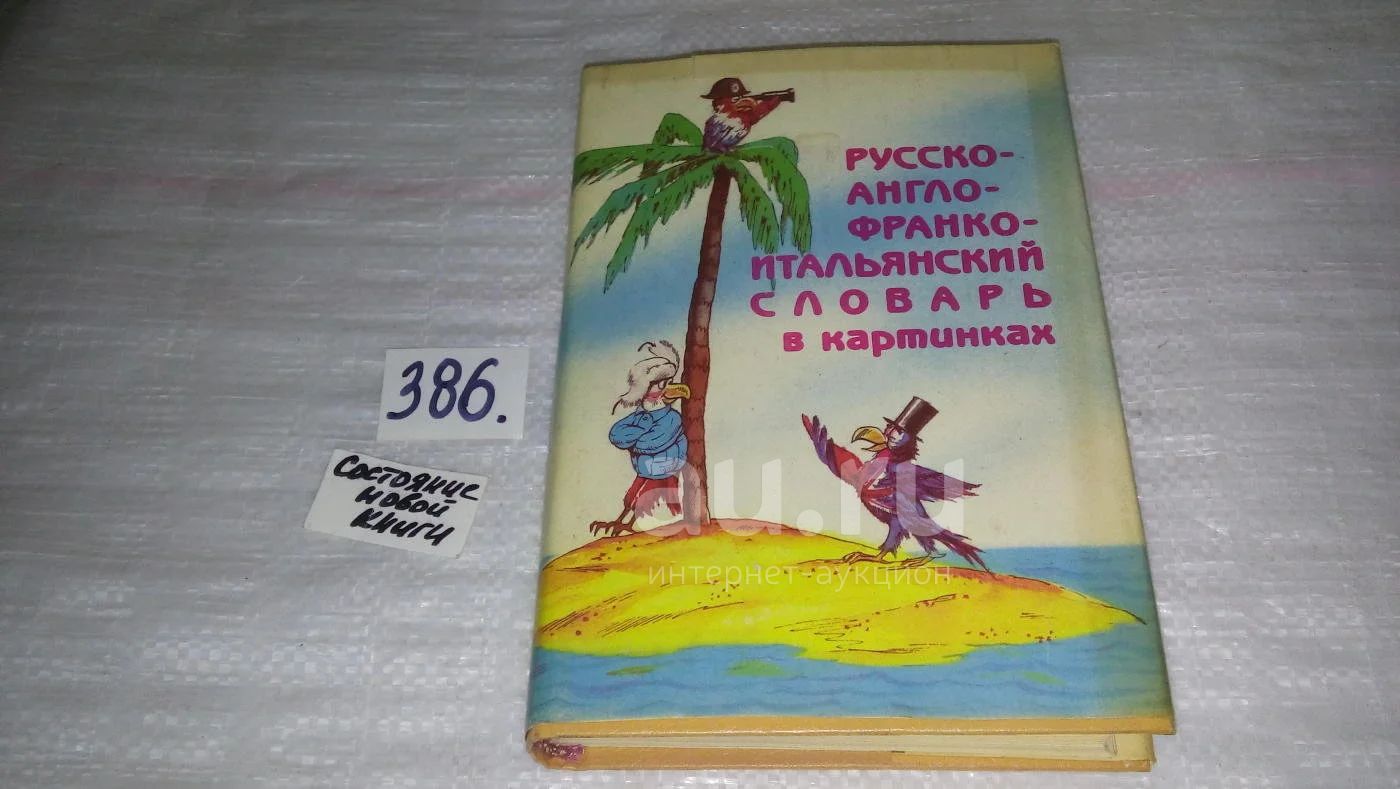 РУССКО-
АНГЛО-
ФРАНКО-
ИТАЛЬЯНСКИЙ
СЛОВАРЬ
в картинках
386.
Состояние
новой
книги
au.ru
интернет-аукцион